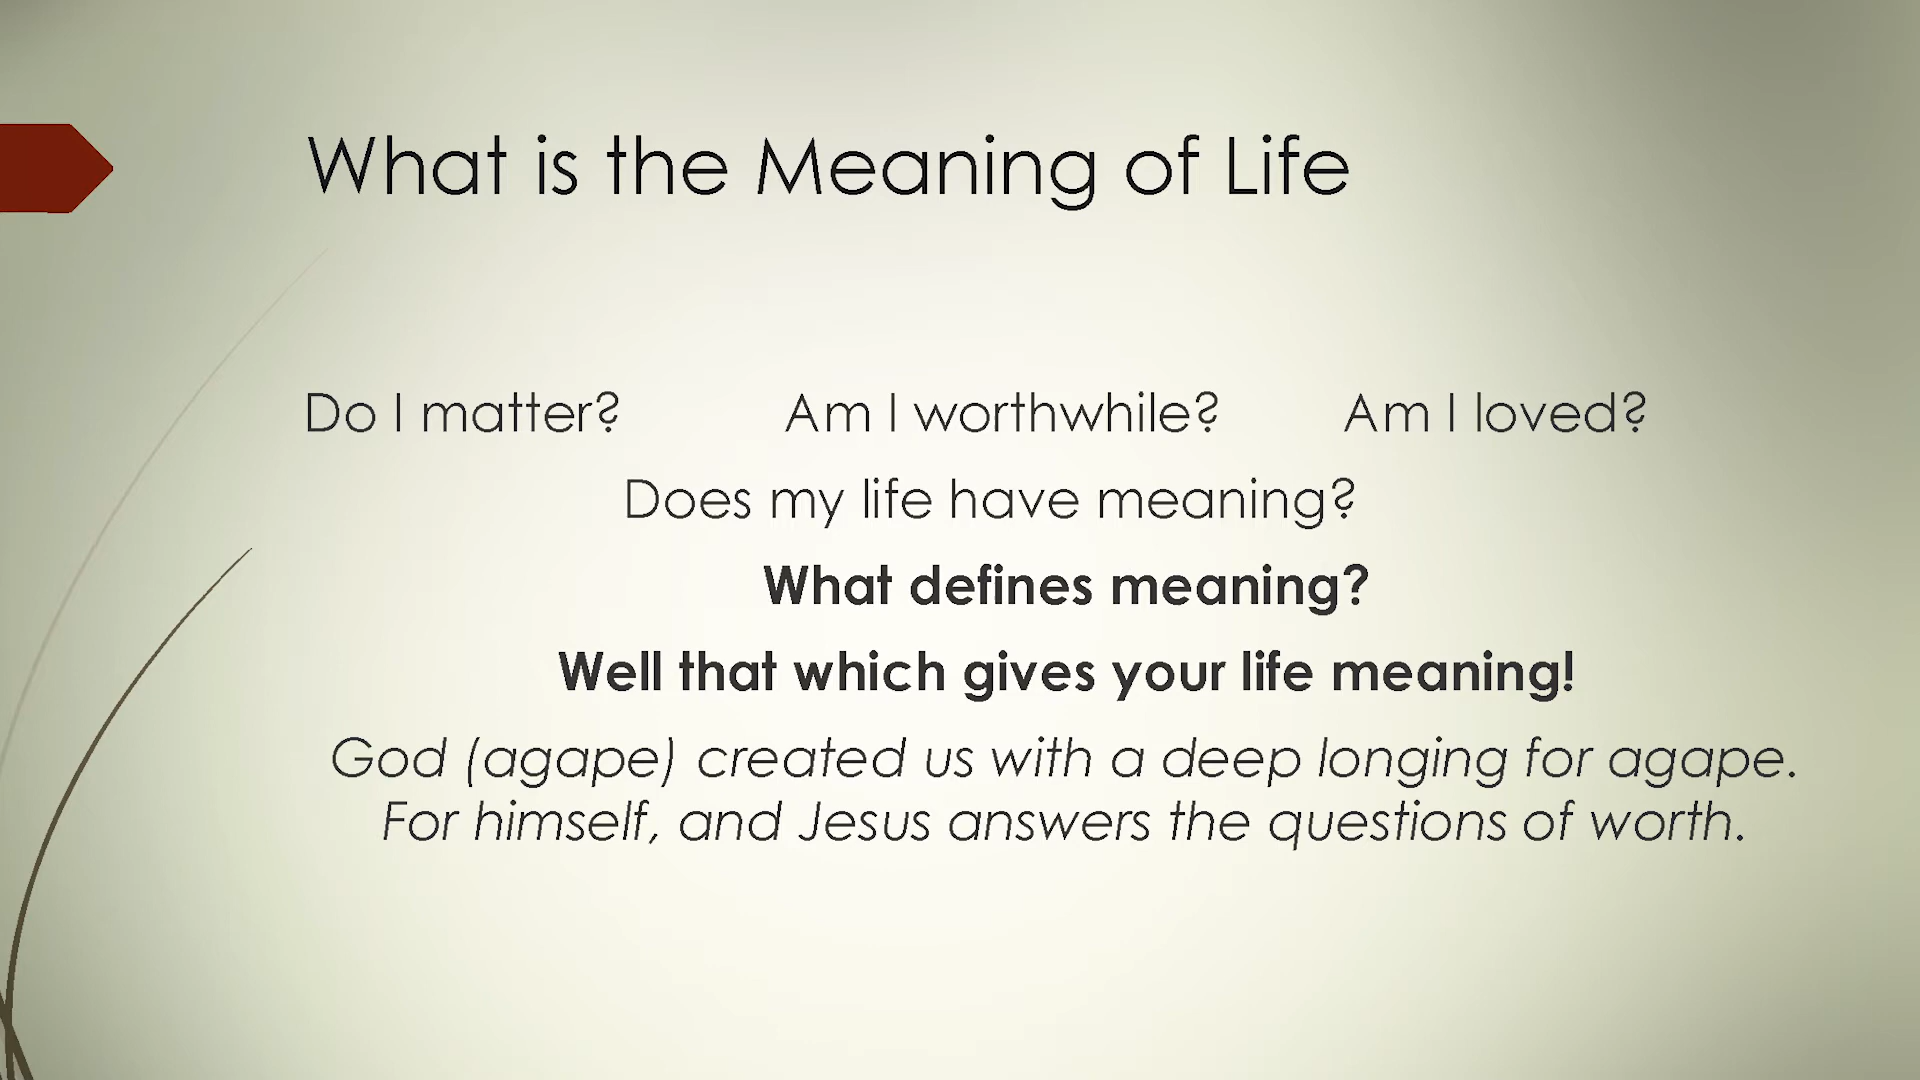 What is the Meaning of Life
Do I matter? Am I worthwhile? Am I loved?
Does my life have meaning?
What defines meaning?
Well that which gives your life meaning!
God (agape) created us with a deep longing for agape.
For himself, and Jesus answers the questions of worth.